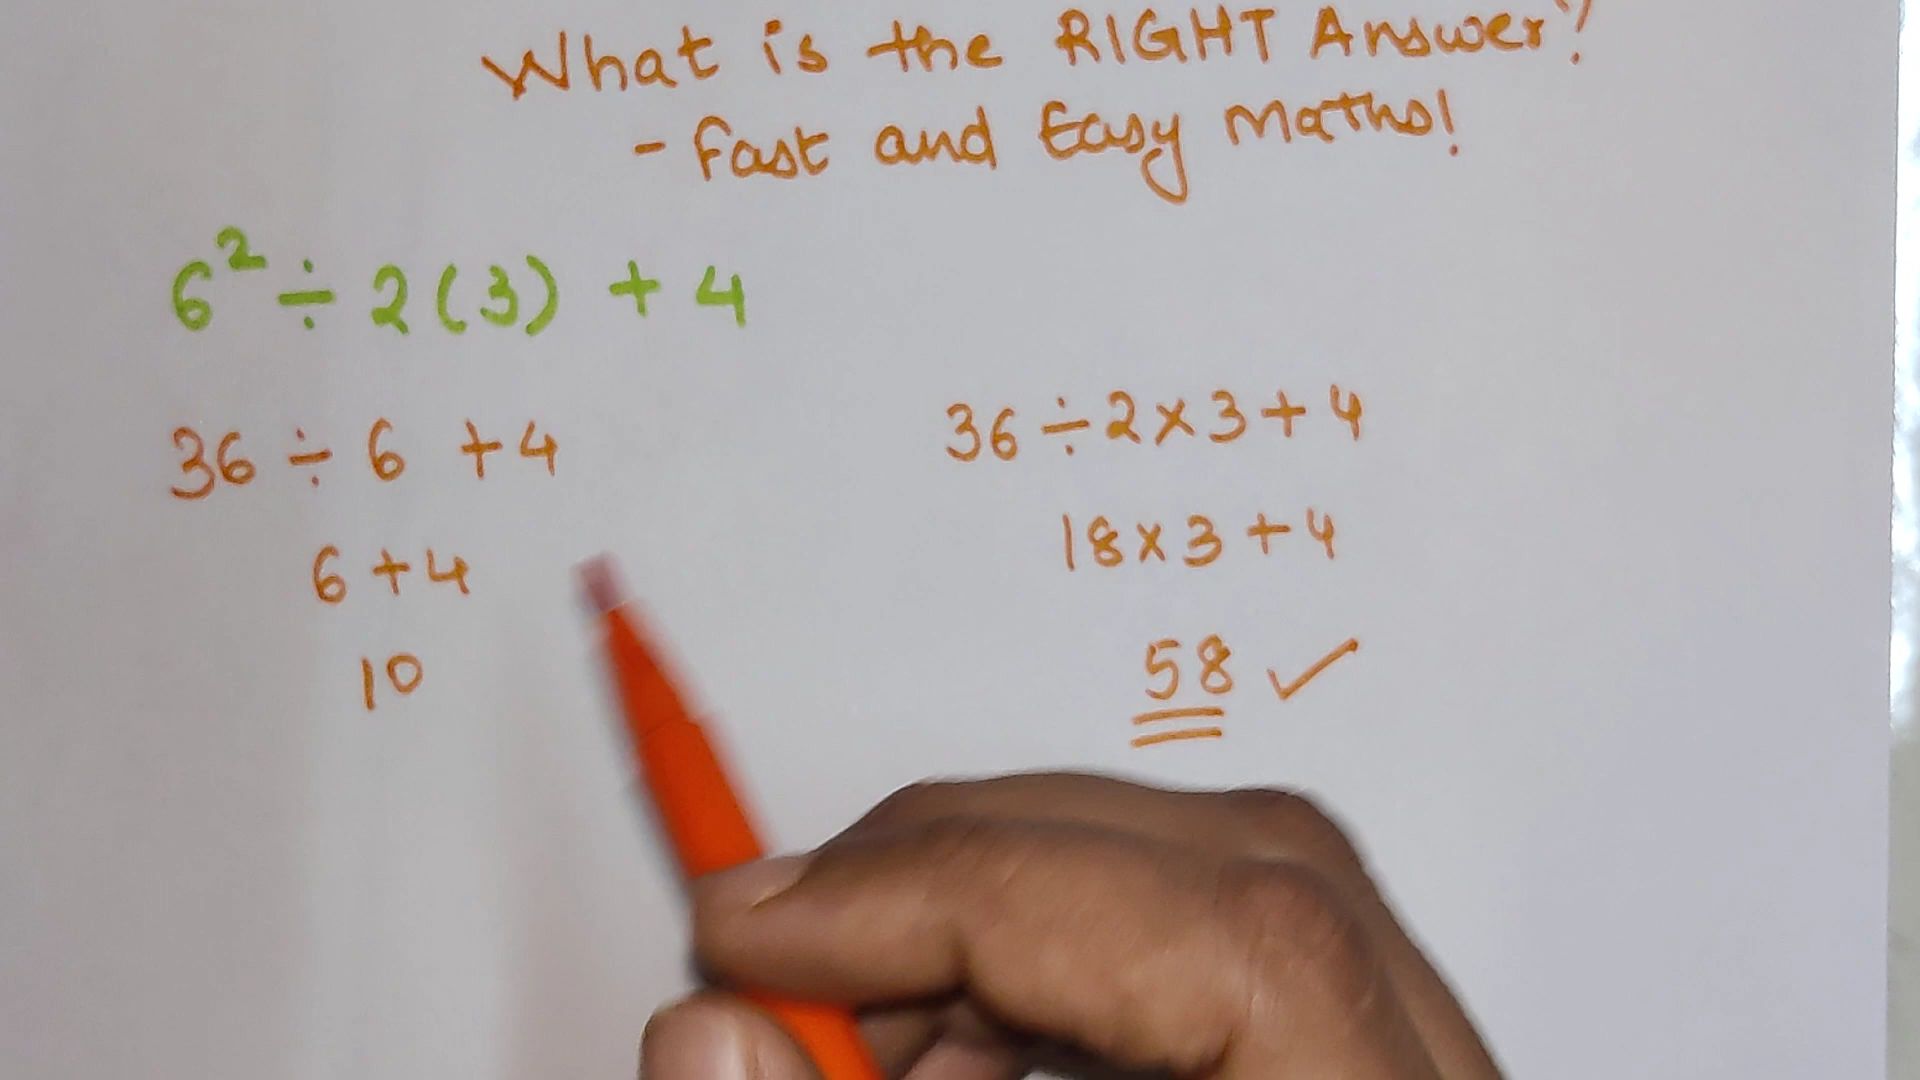 What is the RIGHT Answer?
- Fast and Easy Maths!
6² ÷ 2(3) + 4
36 ÷ 6 + 4
6 + 4
10
36 ÷ 2 × 3 + 4
18 × 3 + 4
58 ✓